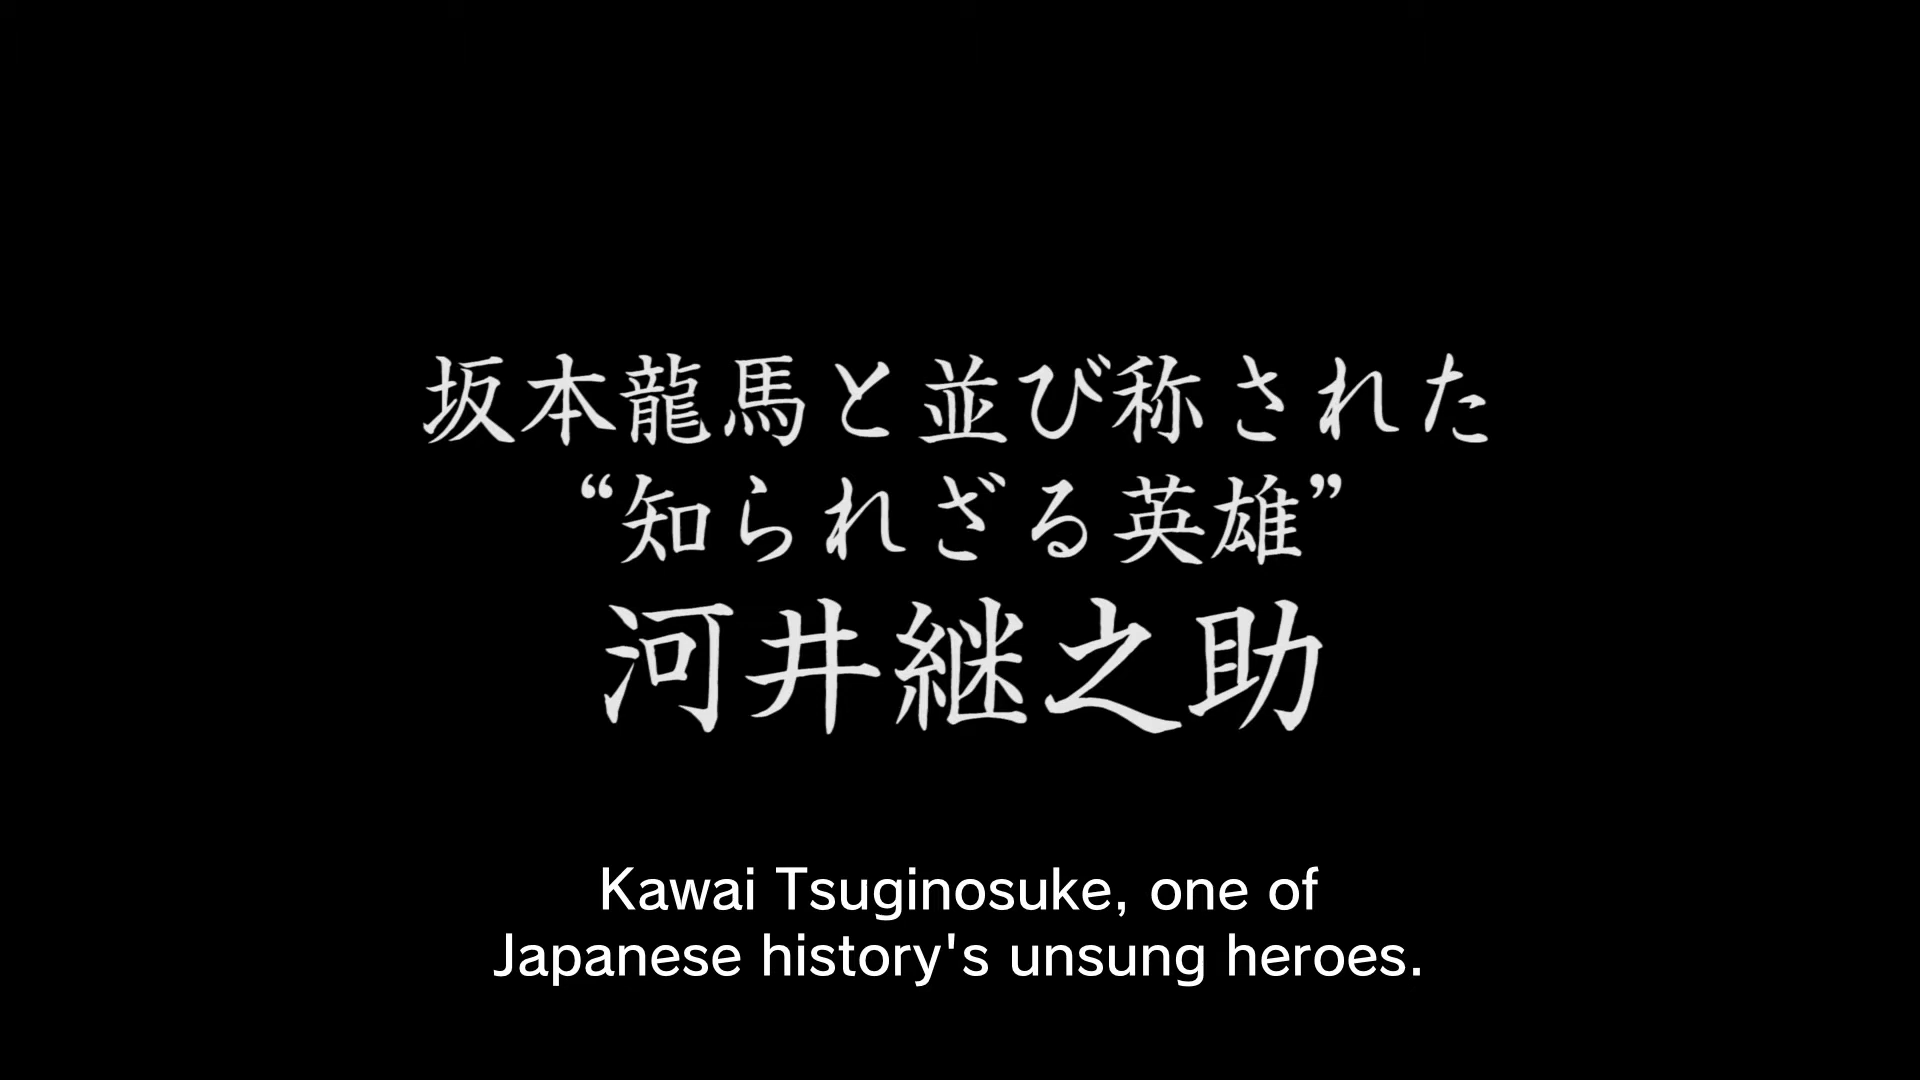 坂本龍馬と並び称された
“知られざる英雄”
河井継之助
Kawai Tsuginosuke, one of
Japanese history's unsung heroes.